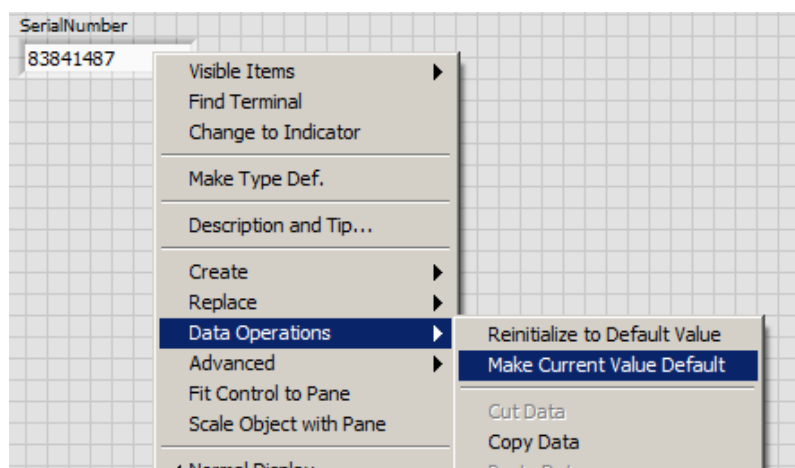 SerialNumber
83841487
Visible Items
Find Terminal
Change to Indicator
Make Type Def.
Description and Tip...
Create
Replace
Data Operations
Advanced
Fit Control to Pane
Scale Object with Pane
Normal Display
Reinitialize to Default Value
Make Current Value Default
Cut Data
Copy Data